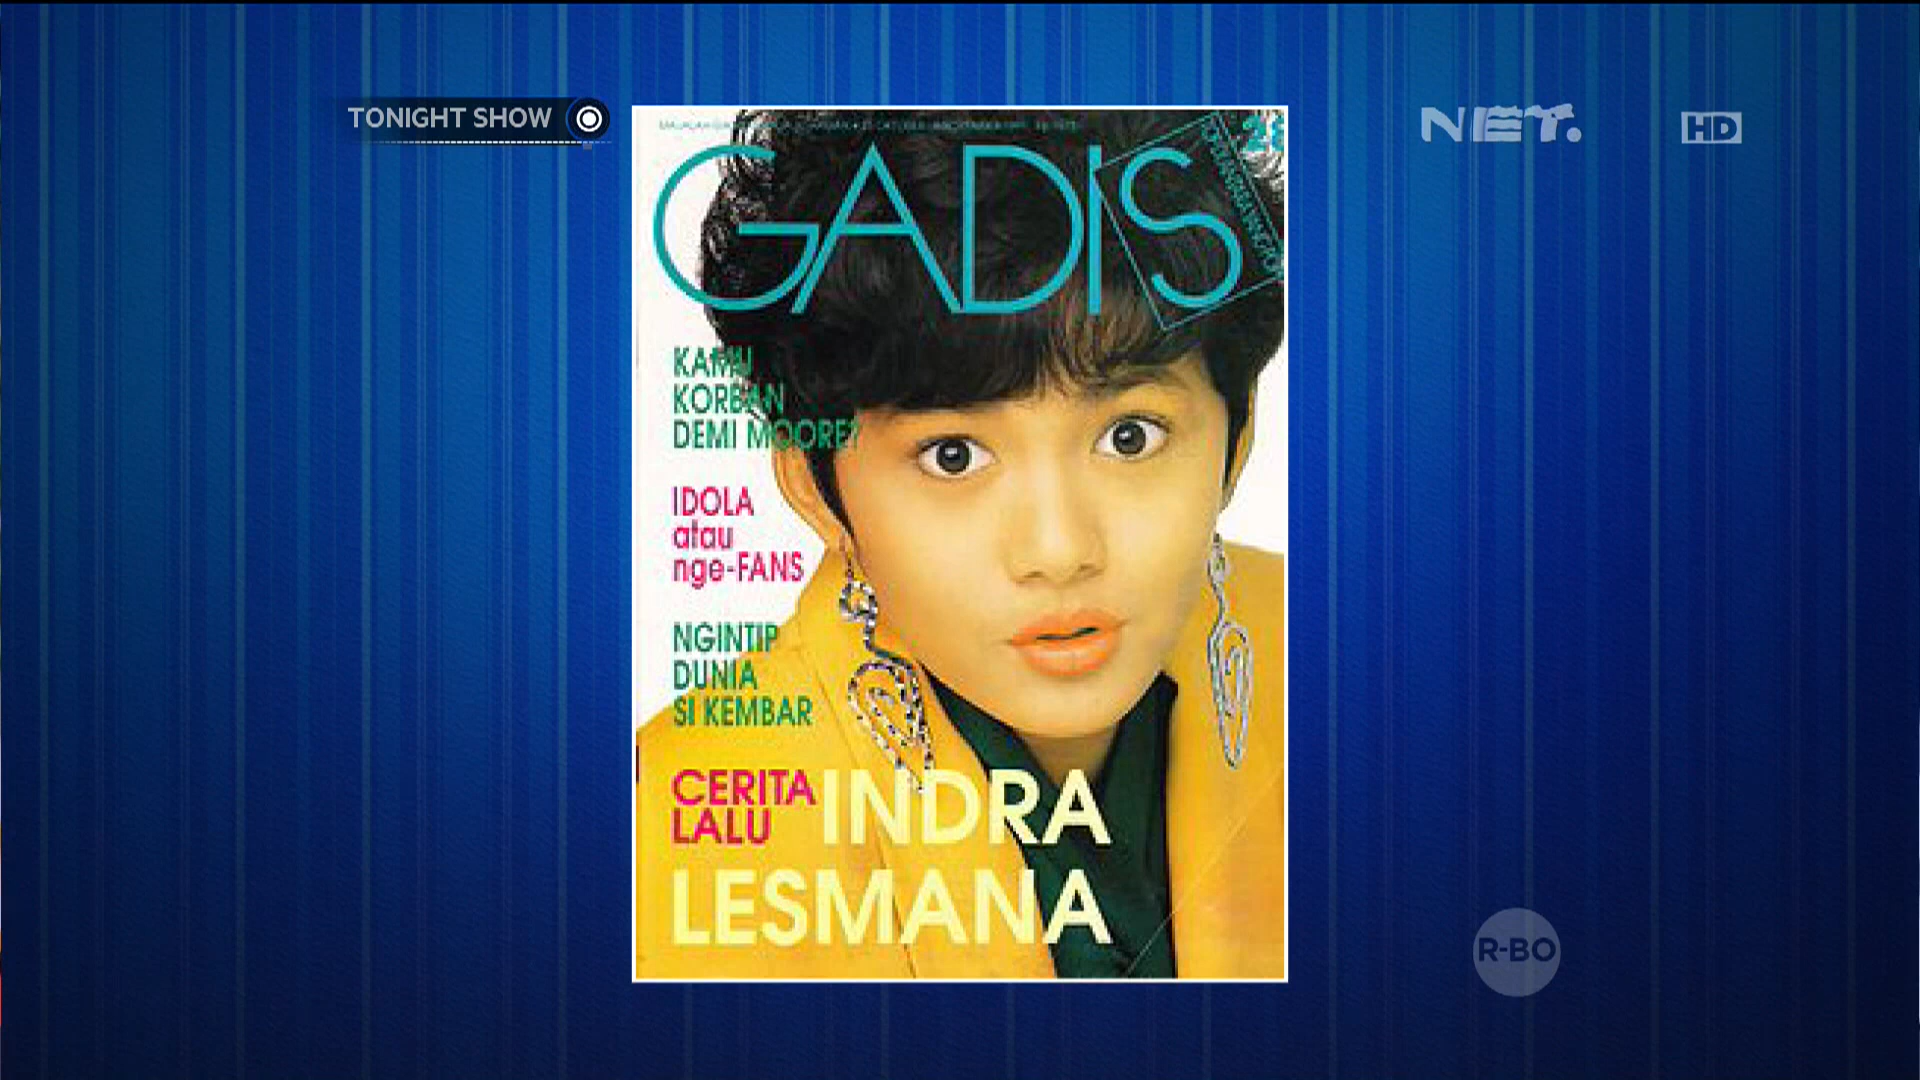 TONIGHT SHOW
NET.
HD
GADIS
KAMU
KORBAN
DEMI MOORE?
IDOLA
atau
nge-FANS
NGINTIP
DUNIA
SI KEMBAR
CERITA
LALU
INDRA
LESMANA
R-BO